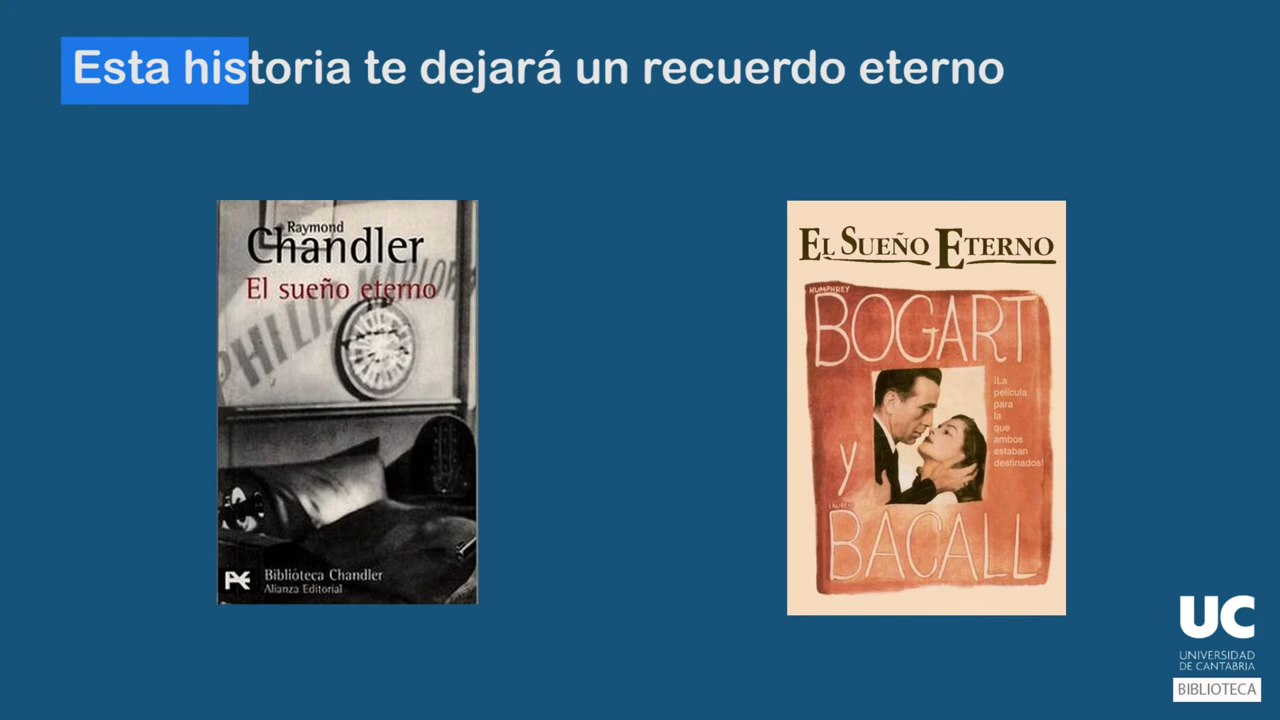 Esta historia te dejará un recuerdo eterno
Raymond
Chandler
El sueño eterno
PHILIP MARLOW
Biblioteca Chandler
Alianza Editorial
EL SUEÑO ETERNO
HUMPHREY
BOGART
¡La
película
para
la
que
ambos
estaban
destinados!
y
BACALL
UC
UNIVERSIDAD
DE CANTABRIA
BIBLIOTECA